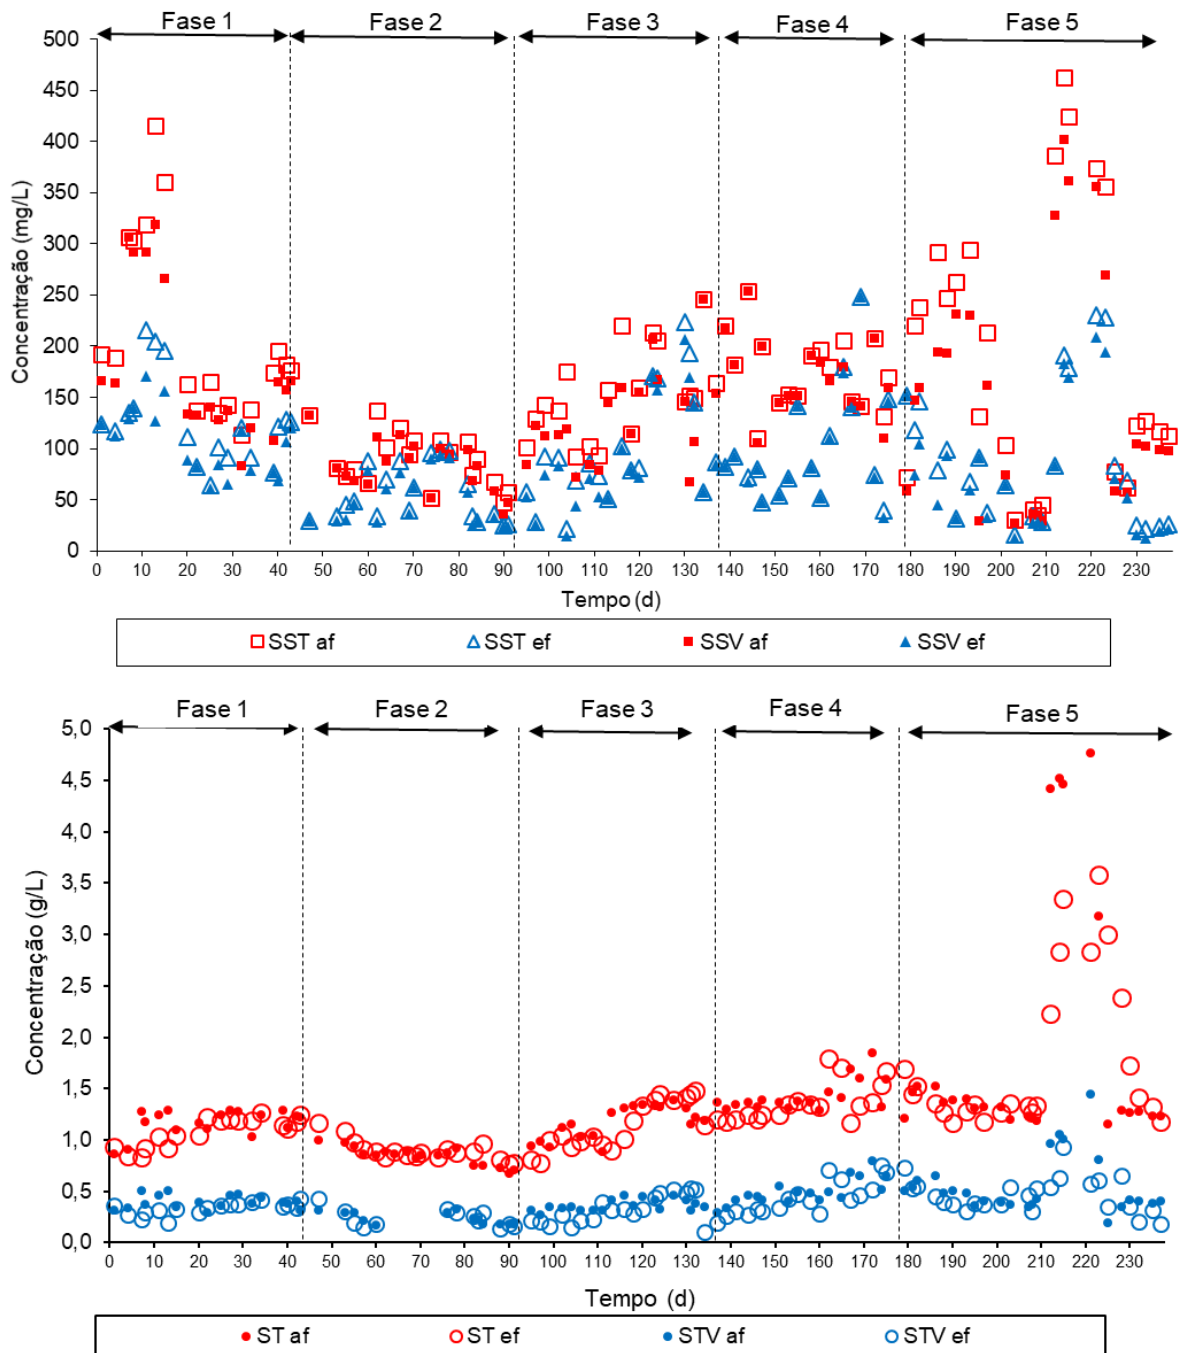 Fase 1 Fase 2 Fase 3 Fase 4 Fase 5
500
450
400
350
300
250
200
150
100
50
0
Concentração (mg/L)
0 10 20 30 40 50 60 70 80 90 100 110 120 130 140 150 160 170 180 190 200 210 220 230
Tempo (d)
SST af SST ef SSV af SSV ef
Fase 1 Fase 2 Fase 3 Fase 4 Fase 5
5,0
4,5
4,0
3,5
3,0
2,5
2,0
1,5
1,0
0,5
0,0
Concentração (g/L)
0 10 20 30 40 50 60 70 80 90 100 110 120 130 140 150 160 170 180 190 200 210 220 230
Tempo (d)
ST af ST ef STV af STV ef